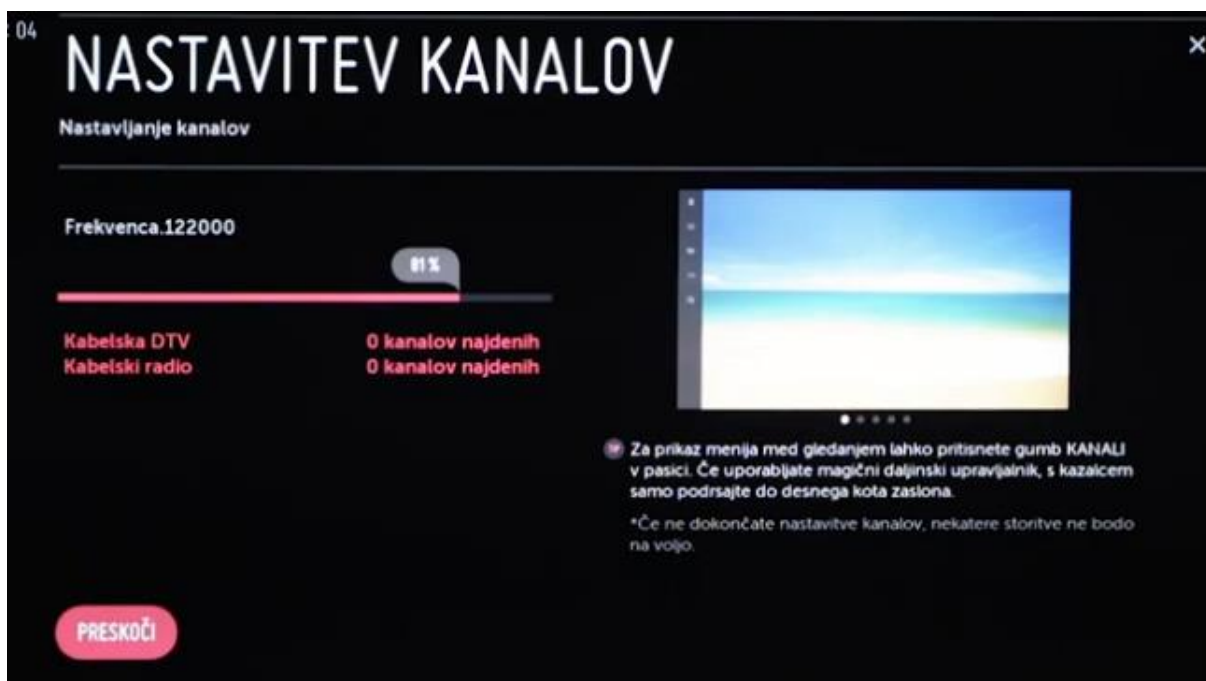 : 04
NASTAVITEV KANALOV
Nastavljanje kanalov
Frekvenca.122000
81 %
Kabelska DTV 0 kanalov najdenih
Kabelski radio 0 kanalov najdenih
Za prikaz menija med gledanjem lahko pritisnete gumb KANALI
v pasici. Če uporabljate magični daljinski upravljalnik, s kazalcem
samo podrsajte do desnega kota zaslona.
*Če ne dokončate nastavitve kanalov, nekatere storitve ne bodo
na voljo.
PRESKOČI